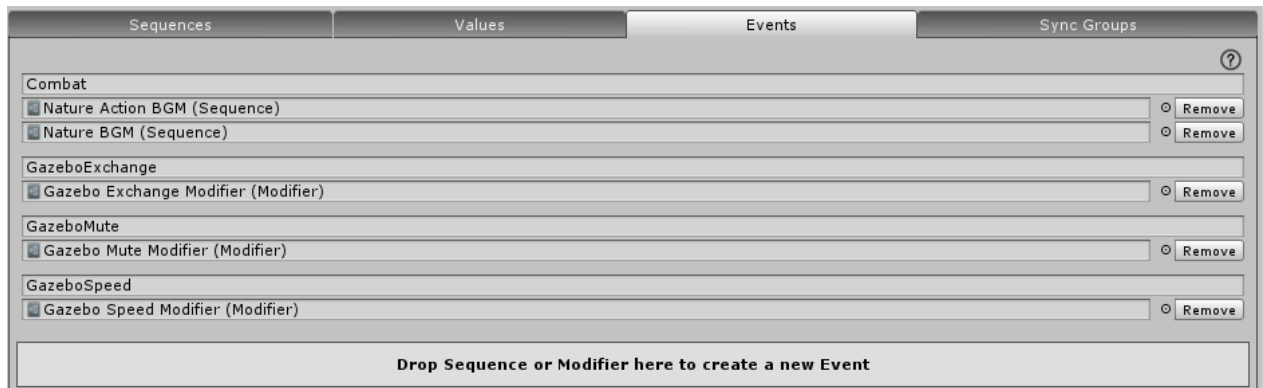 Sequences Values Events Sync Groups
?
Combat
Nature Action BGM (Sequence) Remove
Nature BGM (Sequence) Remove
GazeboExchange
Gazebo Exchange Modifier (Modifier) Remove
GazeboMute
Gazebo Mute Modifier (Modifier) Remove
GazeboSpeed
Gazebo Speed Modifier (Modifier) Remove
Drop Sequence or Modifier here to create a new Event